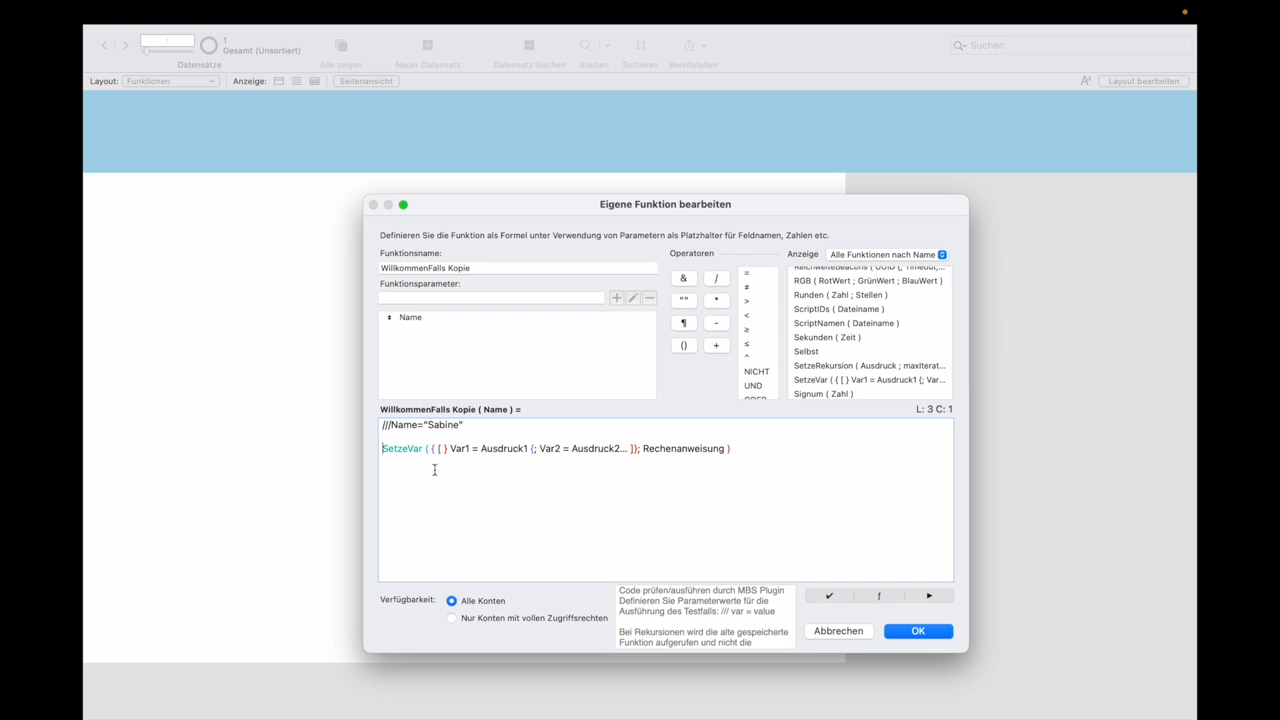 1
1
Gesamt (Unsortiert)
Datensätze
Alle zeigen
Neuer Datensatz
Datensatz löschen
Suchen
Sortieren
Bereitstellen
Suchen
Layout:
Funktionen
Anzeige:
Seitenansicht
Aª
Layout bearbeiten
Eigene Funktion bearbeiten
Definieren Sie die Funktion als Formel unter Verwendung von Parametern als Platzhalter für Feldnamen, Zahlen etc.
Funktionsname:
WillkommenFalls Kopie
Funktionsparameter:
Name
Operatoren
&
/
""
*
¶
-
()
+
=
≠
>
<
≥
≤
^
NICHT
UND
ODER
Anzeige
Alle Funktionen nach Name
ReichweiteBeacons ( UUID {; Timeout;...
RGB ( RotWert ; GrünWert ; BlauWert )
Runden ( Zahl ; Stellen )
ScriptIDs ( Dateiname )
ScriptNamen ( Dateiname )
Sekunden ( Zeit )
Selbst
SetzeRekursion ( Ausdruck ; maxIterat...
SetzeVar ( { [ } Var1 = Ausdruck1 {; Var...
Signum ( Zahl )
WillkommenFalls Kopie ( Name ) =
L: 3 C: 1
///Name="Sabine"
SetzeVar ( { [ } Var1 = Ausdruck1 {; Var2 = Ausdruck2... ]}; Rechenanweisung )
Verfügbarkeit:
Alle Konten
Nur Konten mit vollen Zugriffsrechten
Code prüfen/ausführen durch MBS Plugin
Definieren Sie Parameterwerte für die
Ausführung des Testfalls: /// var = value
Bei Rekursionen wird die alte gespeicherte
Funktion aufgerufen und nicht die
✔
ƒ
►
Abbrechen
OK